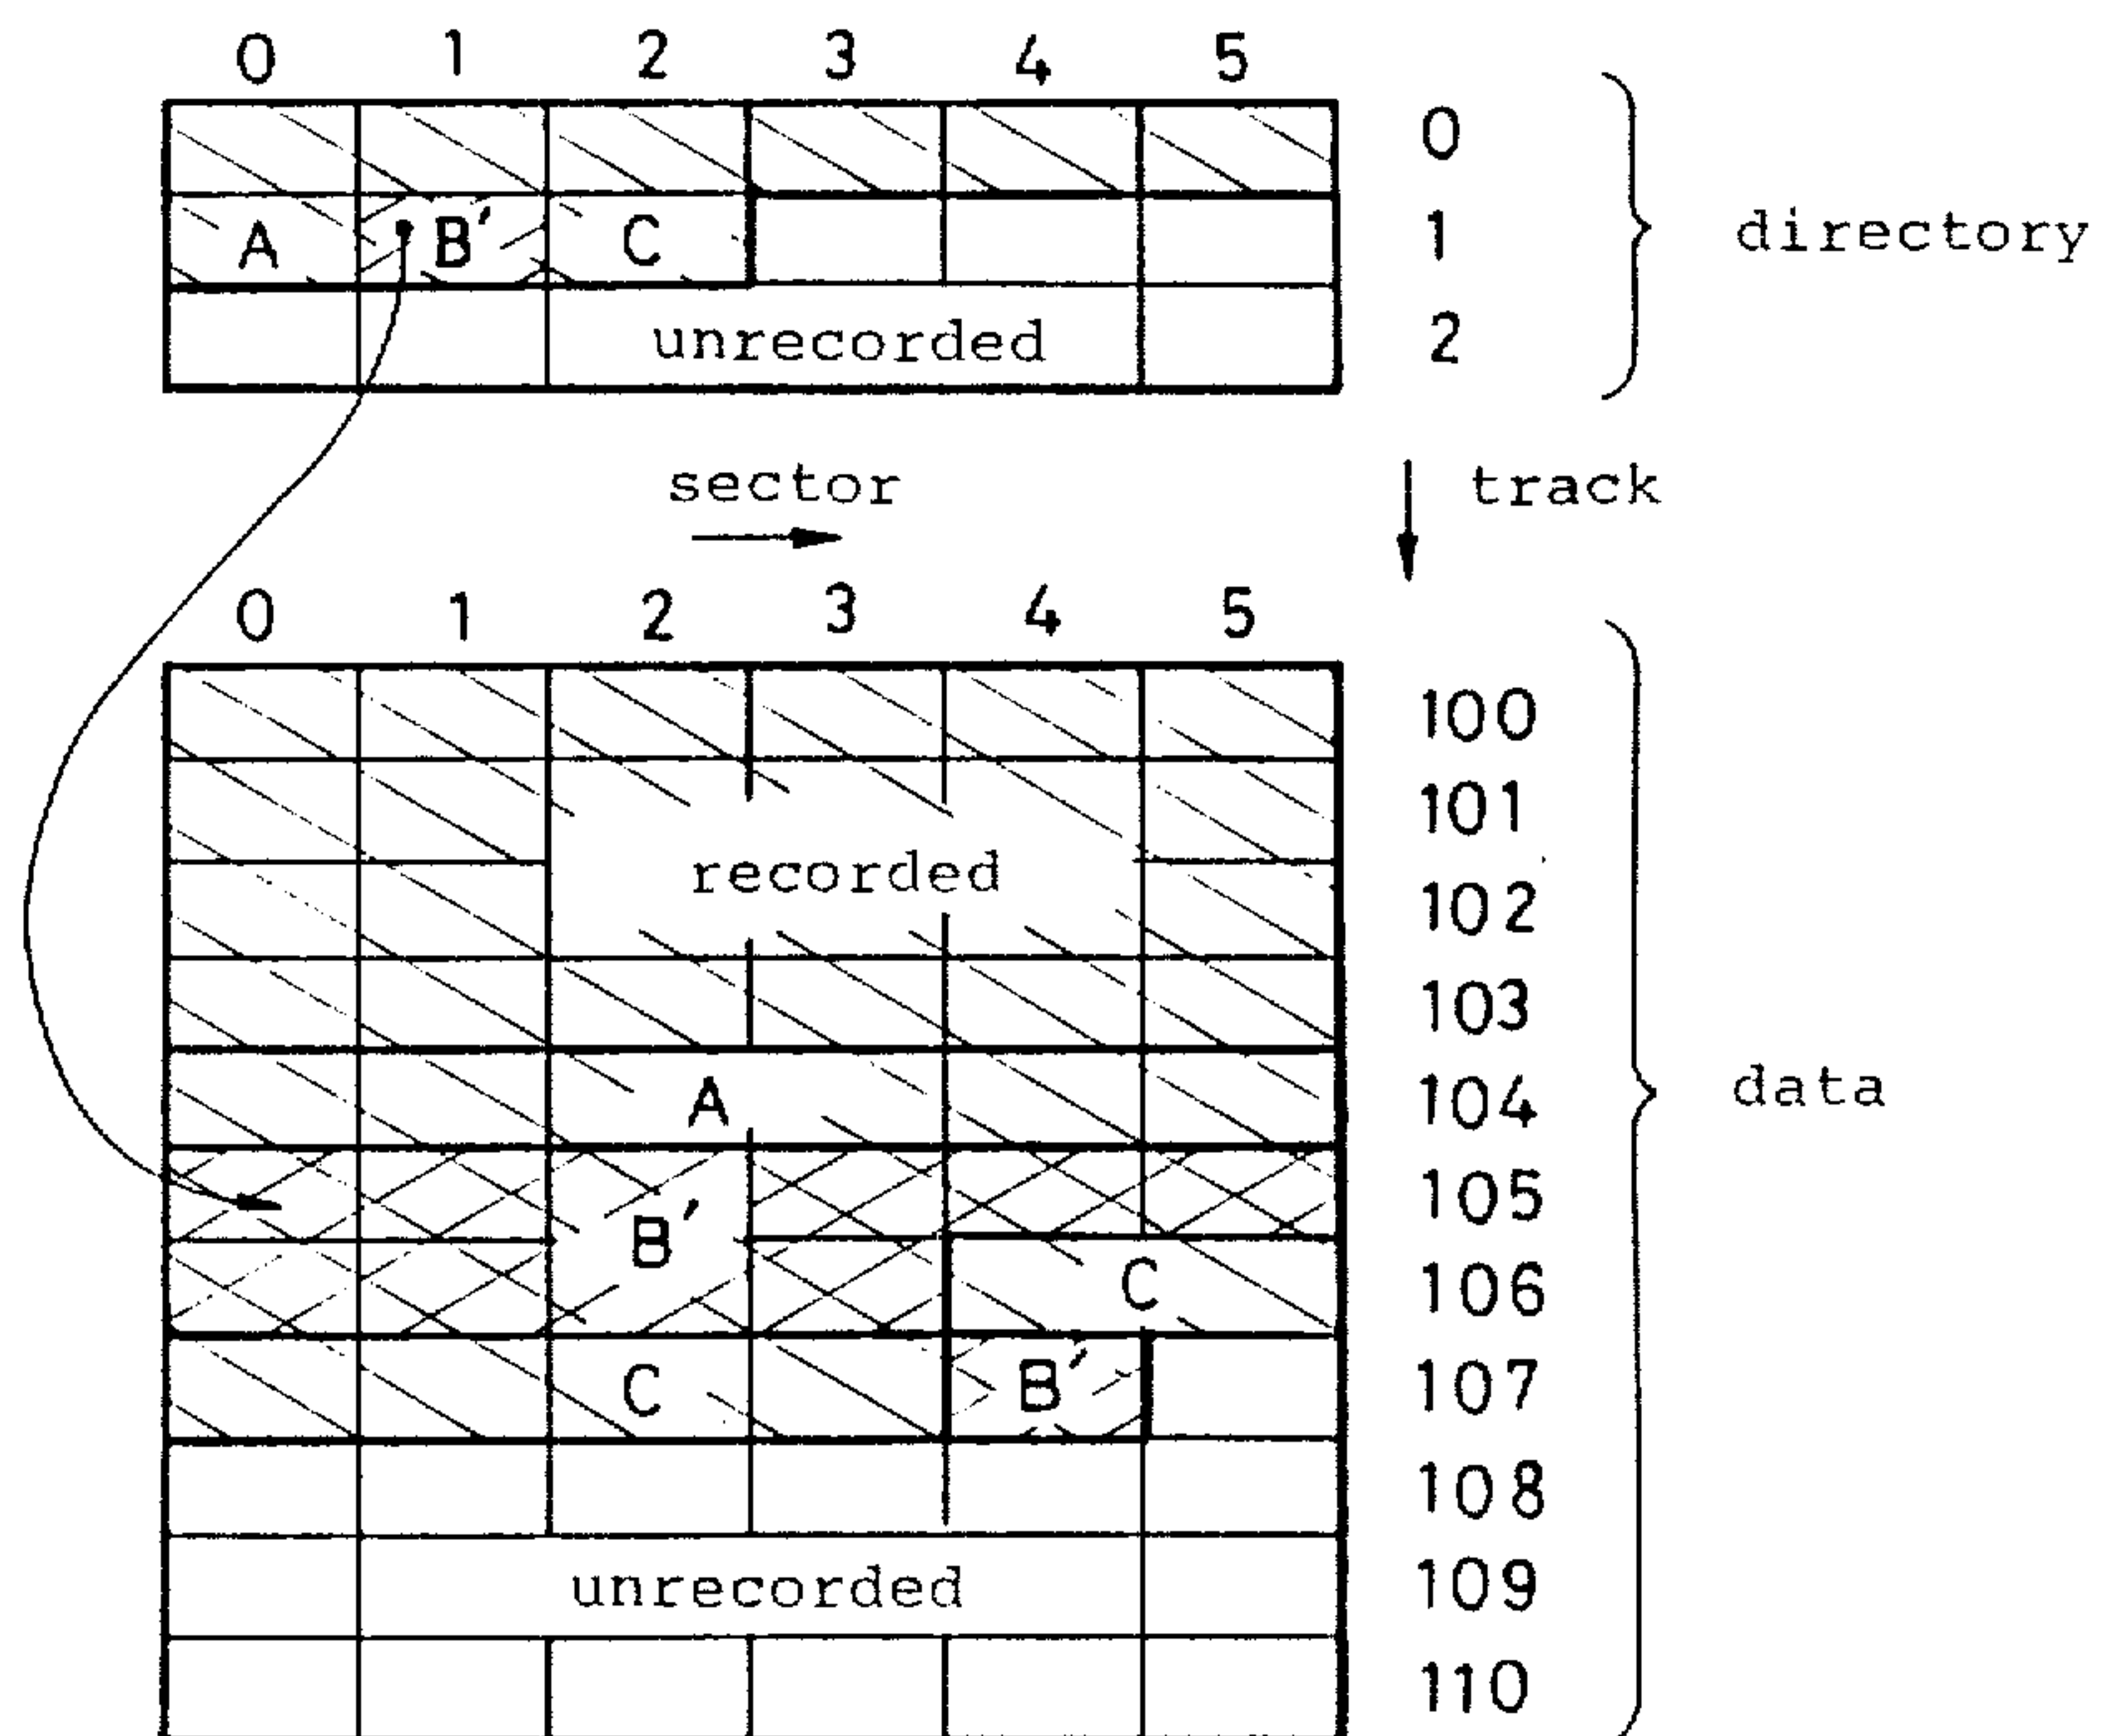 0 1 2 3 4 5
0
A B′ C 1 directory
unrecorded 2
sector track
0 1 2 3 4 5
100
101
recorded 102
103
A 104 data
105
B′
C 106
C B′ 107
108
unrecorded 109
110